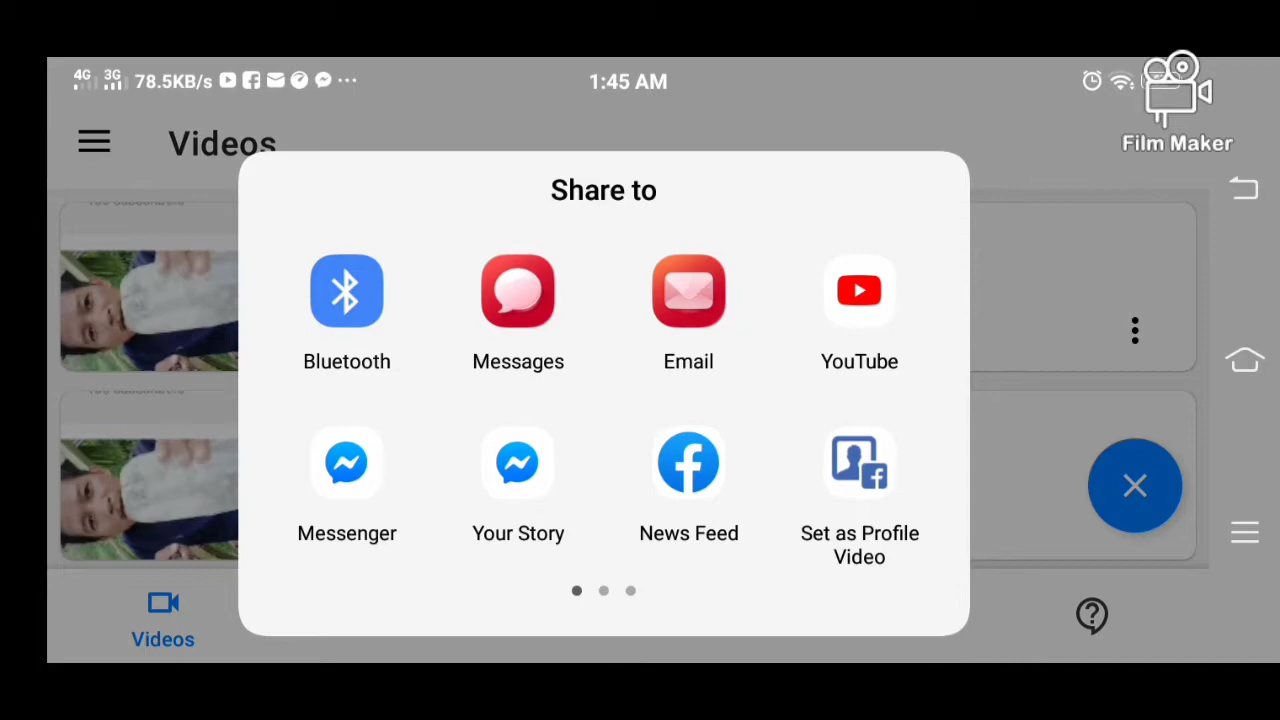 4G 3G 78.5KB/s 1:45 AM
Film Maker
Videos
Share to
Bluetooth Messages Email YouTube
Messenger Your Story News Feed Set as Profile
Video
Videos